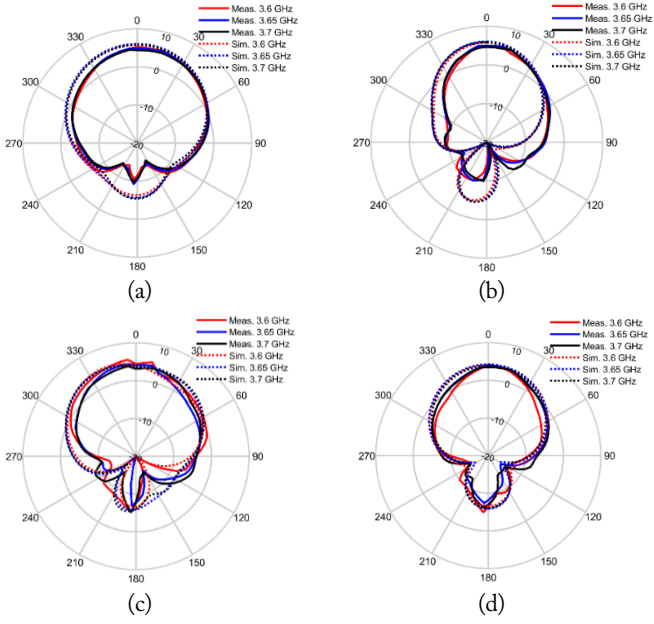 Meas. 3.6 GHz
Meas. 3.65 GHz
Meas. 3.7 GHz
Sim. 3.6 GHz
Sim. 3.65 GHz
Sim. 3.7 GHz
0
30
60
90
120
150
180
210
240
270
300
330
10
0
-10
-20
(a)
Meas. 3.6 GHz
Meas. 3.65 GHz
Meas. 3.7 GHz
Sim. 3.6 GHz
Sim. 3.65 GHz
Sim. 3.7 GHz
0
30
60
90
120
150
180
210
240
270
300
330
10
0
-10
(b)
Meas. 3.6 GHz
Meas. 3.65 GHz
Meas. 3.7 GHz
Sim. 3.6 GHz
Sim. 3.65 GHz
Sim. 3.7 GHz
0
30
60
90
120
150
180
210
240
270
300
330
10
0
-10
(c)
Meas. 3.6 GHz
Meas. 3.65 GHz
Meas. 3.7 GHz
Sim. 3.6 GHz
Sim. 3.65 GHz
Sim. 3.7 GHz
0
30
60
90
120
150
180
210
240
270
300
330
10
0
-10
-20
(d)